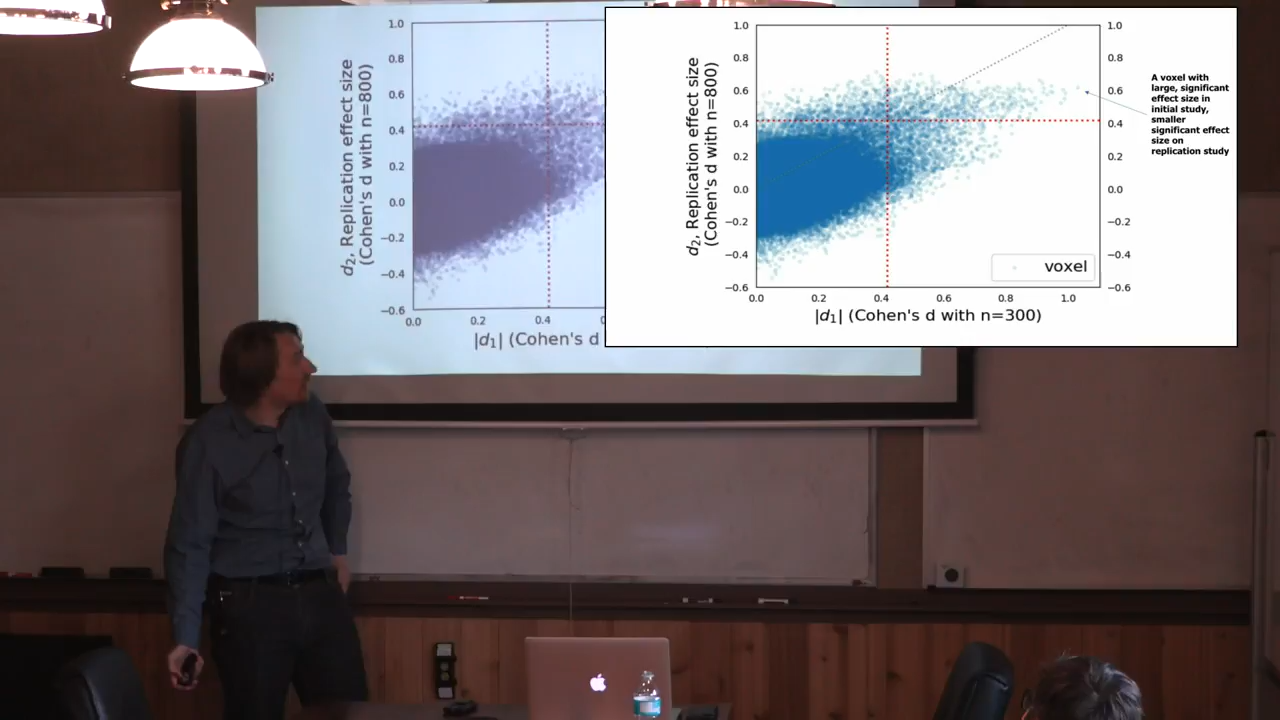 1.0
0.8
0.6
0.4
0.2
0.0
−0.2
−0.4
−0.6
d2, Replication effect size
(Cohen's d with n=800)
0.0 0.2 0.4
|d1| (Cohen's d
1.0
0.8
0.6
0.4
0.2
0.0
−0.2
−0.4
−0.6
d2, Replication effect size
(Cohen's d with n=800)
0.0 0.2 0.4 0.6 0.8 1.0
|d1| (Cohen's d with n=300)
voxel
1.0
0.8
0.6
0.4
0.2
0.0
−0.2
−0.4
−0.6
A voxel with
large, significant
effect size in
initial study,
smaller
significant effect
size on
replication study